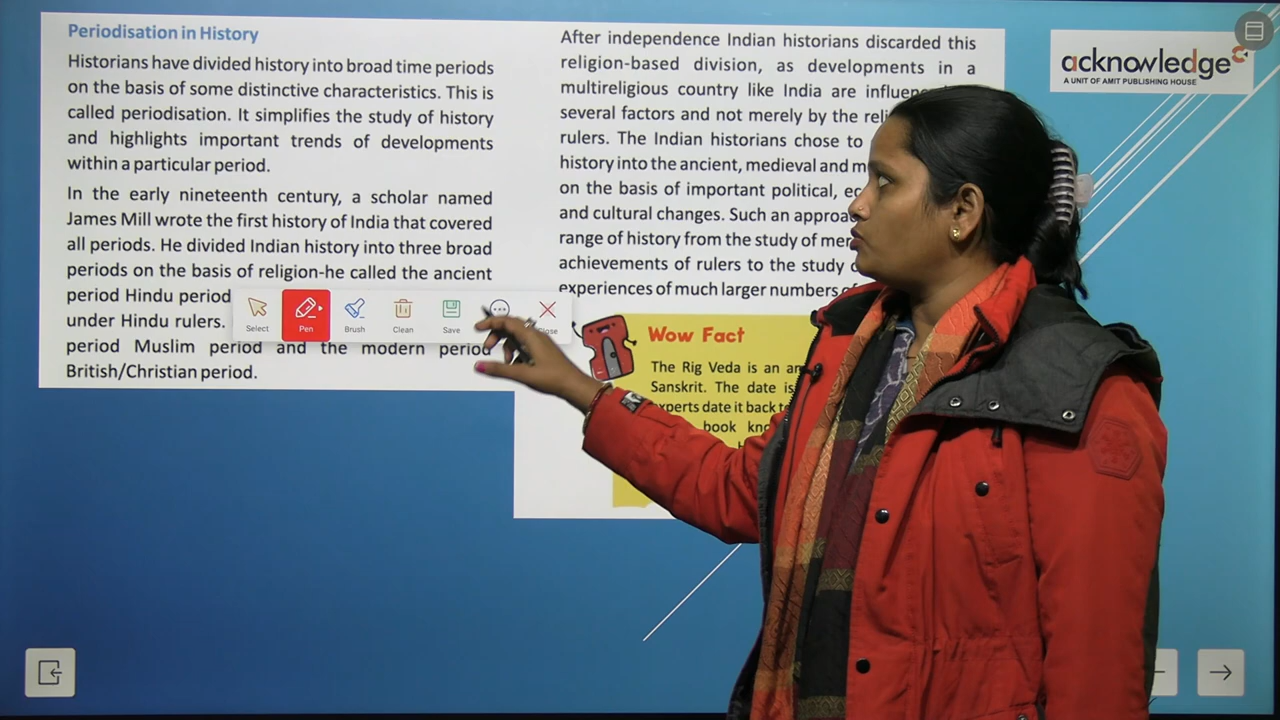 Periodisation in History
Historians have divided history into broad time periods
on the basis of some distinctive characteristics. This is
called periodisation. It simplifies the study of history
and highlights important trends of developments
within a particular period.
In the early nineteenth century, a scholar named
James Mill wrote the first history of India that covered
all periods. He divided Indian history into three broad
periods on the basis of religion-he called the ancient
period Hindu period
under Hindu rulers.
period Muslim period and the modern period
British/Christian period.
Select
Pen
Brush
Clean
Save
After independence Indian historians discarded this
religion-based division, as developments in a
multireligious country like India are
several factors and not merely by the
rulers. The Indian historians chose to
history into the ancient, medieval and
on the basis of important political,
and cultural changes. Such an
range of history from the study of
achievements of rulers to the study
experiences of much larger numbers
Wow Fact
The Rig Veda is an
Sanskrit. The date is
experts date it back
book
acknowledge
A UNIT OF AMIT PUBLISHING HOUSE